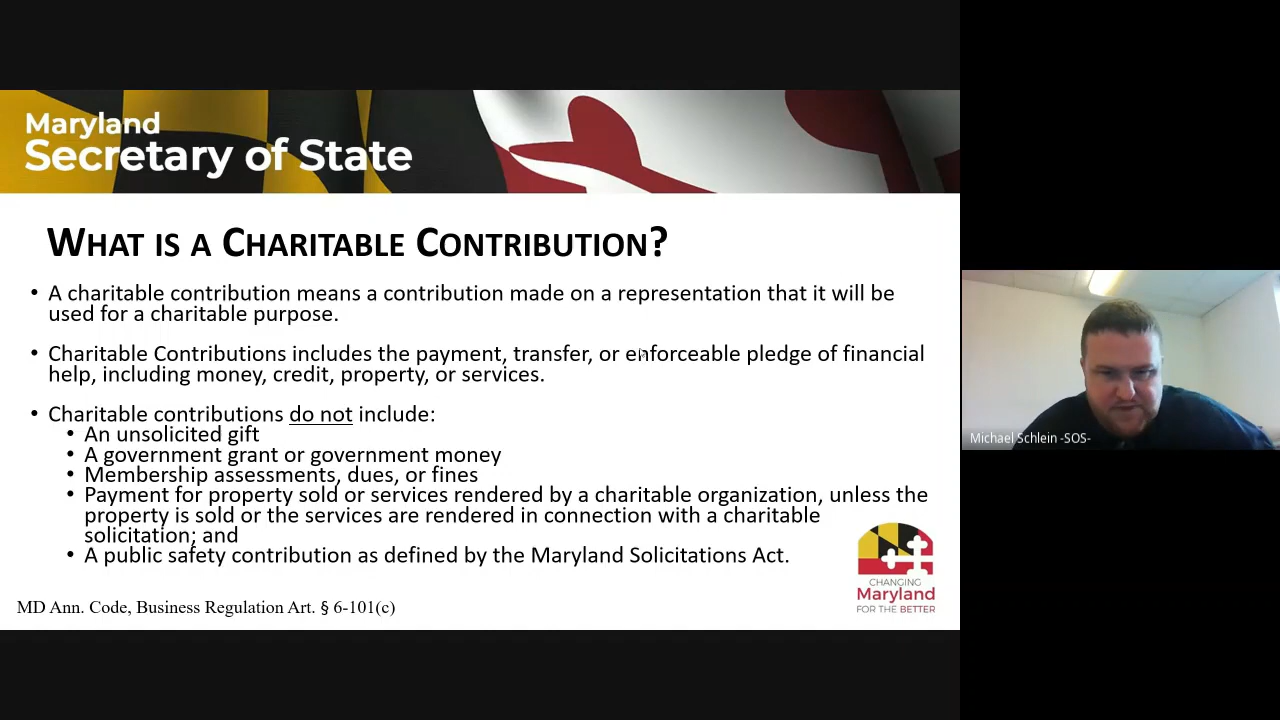 Maryland
Secretary of State
WHAT IS A CHARITABLE CONTRIBUTION?
• A charitable contribution means a contribution made on a representation that it will be
used for a charitable purpose.
• Charitable Contributions includes the payment, transfer, or enforceable pledge of financial
help, including money, credit, property, or services.
• Charitable contributions do not include:
• An unsolicited gift
• A government grant or government money
• Membership assessments, dues, or fines
• Payment for property sold or services rendered by a charitable organization, unless the
property is sold or the services are rendered in connection with a charitable
solicitation; and
• A public safety contribution as defined by the Maryland Solicitations Act.
MD Ann. Code, Business Regulation Art. § 6-101(c)
CHANGING
Maryland
FOR THE BETTER
Michael Schlein -SOS-